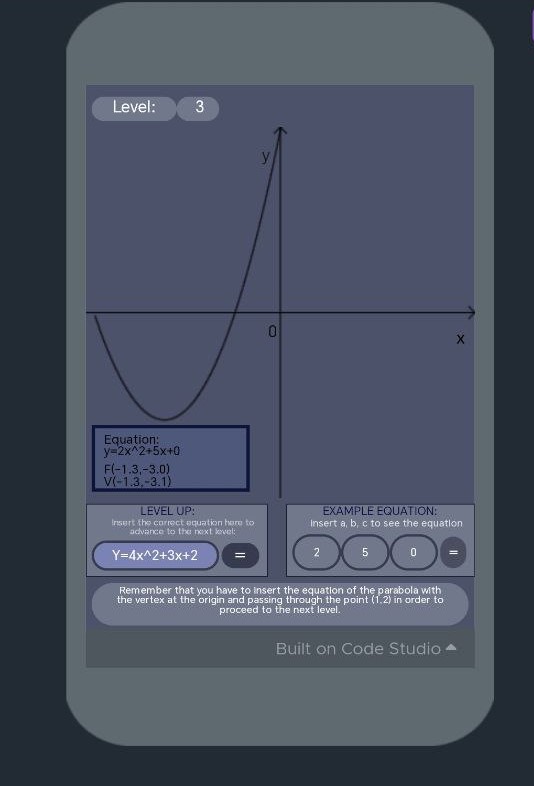 Level: 3
y
0
x
Equation:
y=2x^2+5x+0
F(-1.3,-3.0)
V(-1.3,-3.1)
LEVEL UP:
Insert the correct equation here to
advance to the next level:
Y=4x^2+3x+2 =
EXAMPLE EQUATION:
insert a, b, c to see the equation
2 5 0 =
Remember that you have to insert the equation of the parabola with
the vertex at the origin and passing through the point (1,2) in order to
proceed to the next level.
Built on Code Studio